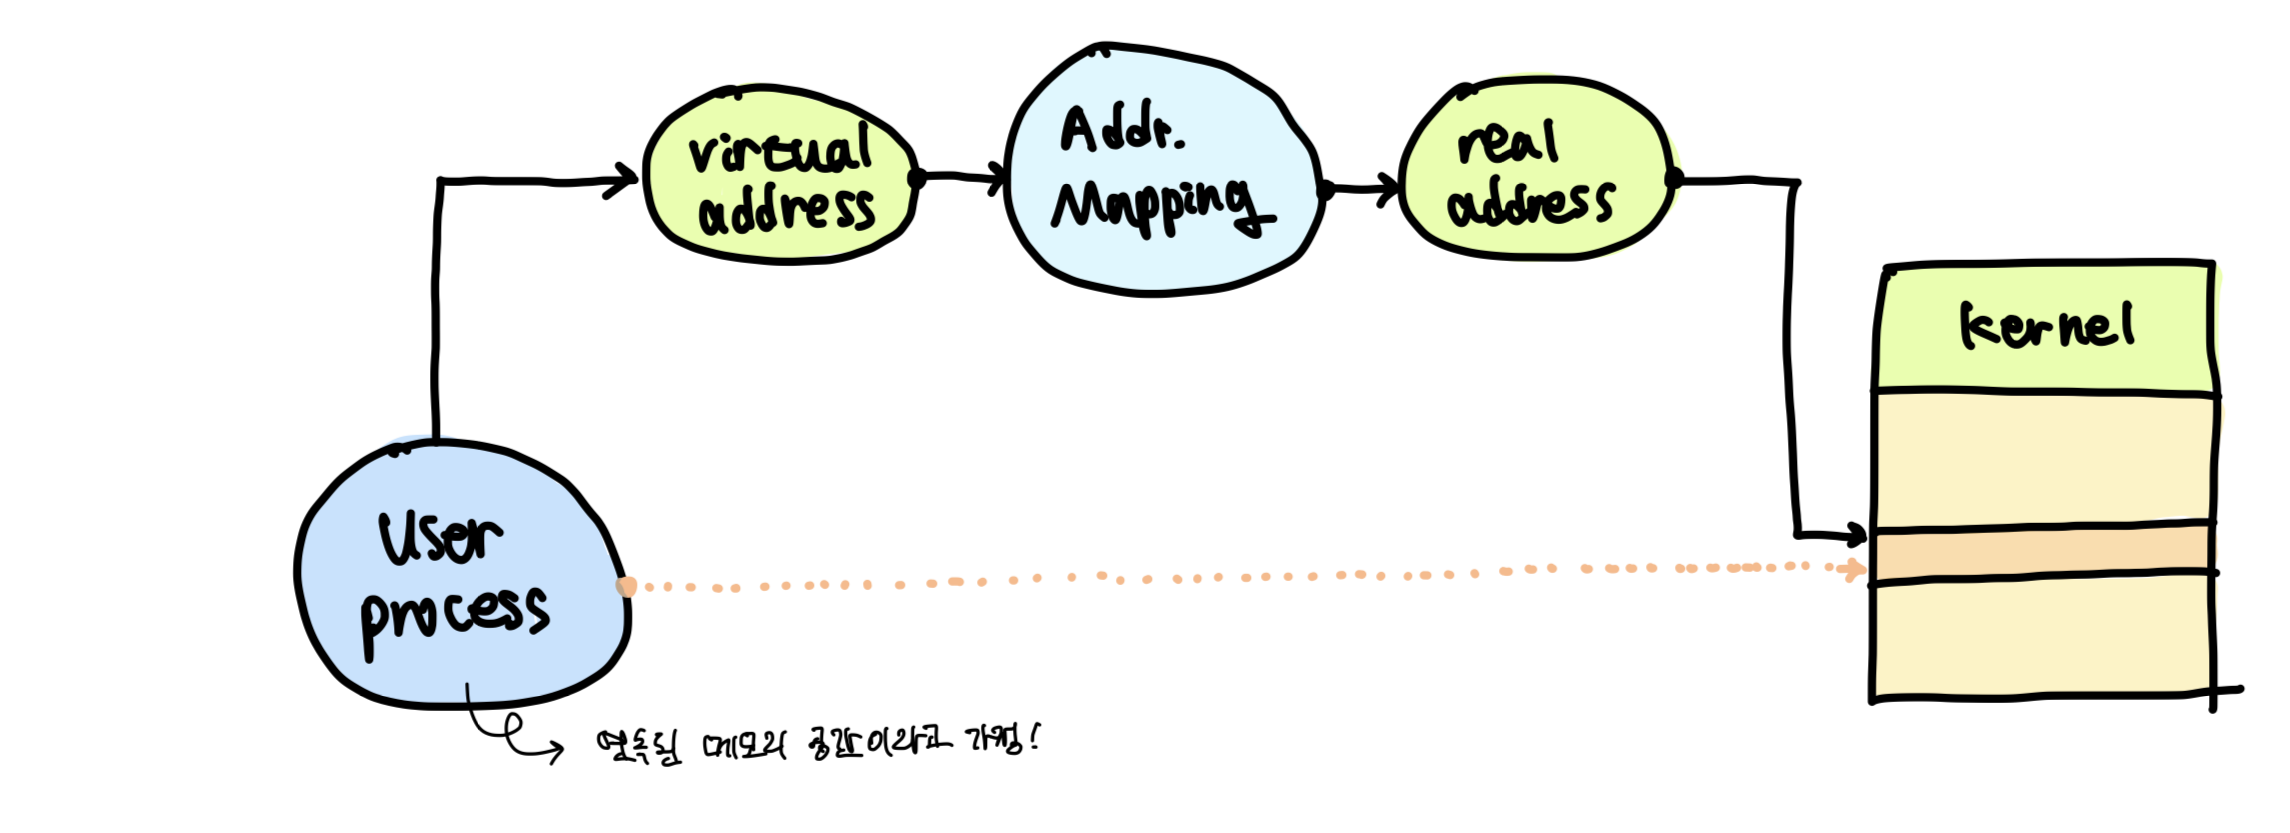 virtual
address
Addr.
Mapping
real
address
kernel
User
process
연속된 메모리 공간이라고 가정!